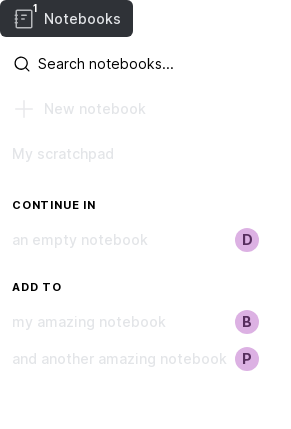 1
Notebooks
Search notebooks...
New notebook
My scratchpad
CONTINUE IN
an empty notebook D
ADD TO
my amazing notebook B
and another amazing notebook P